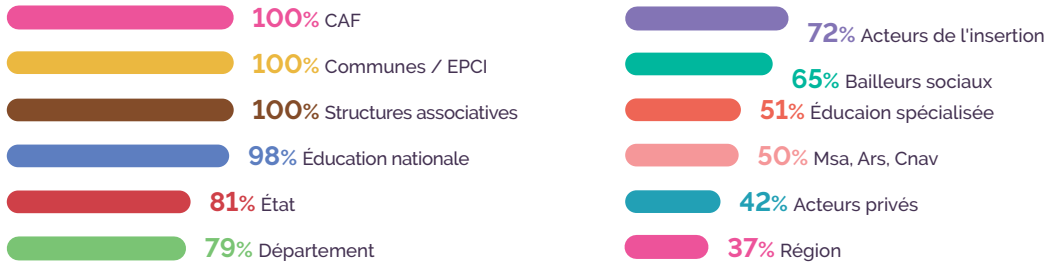 100% CAF
100% Communes / EPCI
100% Structures associatives
98% Éducation nationale
81% État
79% Département
72% Acteurs de l'insertion
65% Bailleurs sociaux
51% Éducaion spécialisée
50% Msa, Ars, Cnav
42% Acteurs privés
37% Région